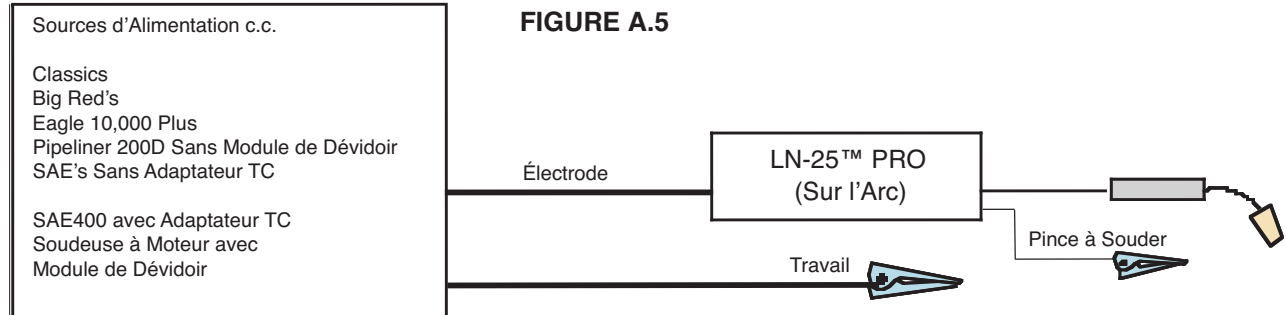 FIGURE A.5
Sources d'Alimentation c.c.
Classics
Big Red's
Eagle 10,000 Plus
Pipeliner 200D Sans Module de Dévidoir
SAE's Sans Adaptateur TC
SAE400 avec Adaptateur TC
Soudeuse à Moteur avec
Module de Dévidoir
Électrode
LN-25™ PRO
(Sur l'Arc)
Pince à Souder
Travail